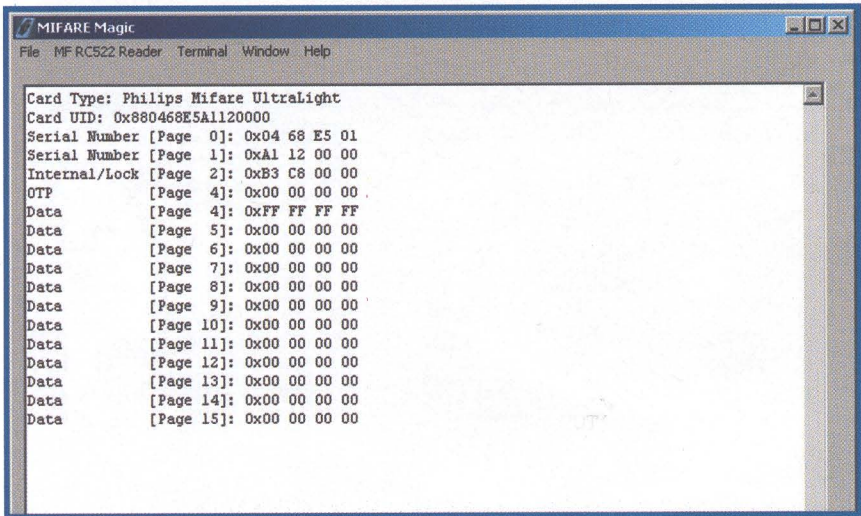 MIFARE Magic
File MF RC522 Reader Terminal Window Help
Card Type: Philips Mifare UltraLight
Card UID: 0x880468E5A1120000
Serial Number [Page 0]: 0x04 68 E5 01
Serial Number [Page 1]: 0xA1 12 00 00
Internal/Lock [Page 2]: 0xB3 C8 00 00
OTP [Page 4]: 0x00 00 00 00
Data [Page 4]: 0xFF FF FF FF
Data [Page 5]: 0x00 00 00 00
Data [Page 6]: 0x00 00 00 00
Data [Page 7]: 0x00 00 00 00
Data [Page 8]: 0x00 00 00 00
Data [Page 9]: 0x00 00 00 00
Data [Page 10]: 0x00 00 00 00
Data [Page 11]: 0x00 00 00 00
Data [Page 12]: 0x00 00 00 00
Data [Page 13]: 0x00 00 00 00
Data [Page 14]: 0x00 00 00 00
Data [Page 15]: 0x00 00 00 00